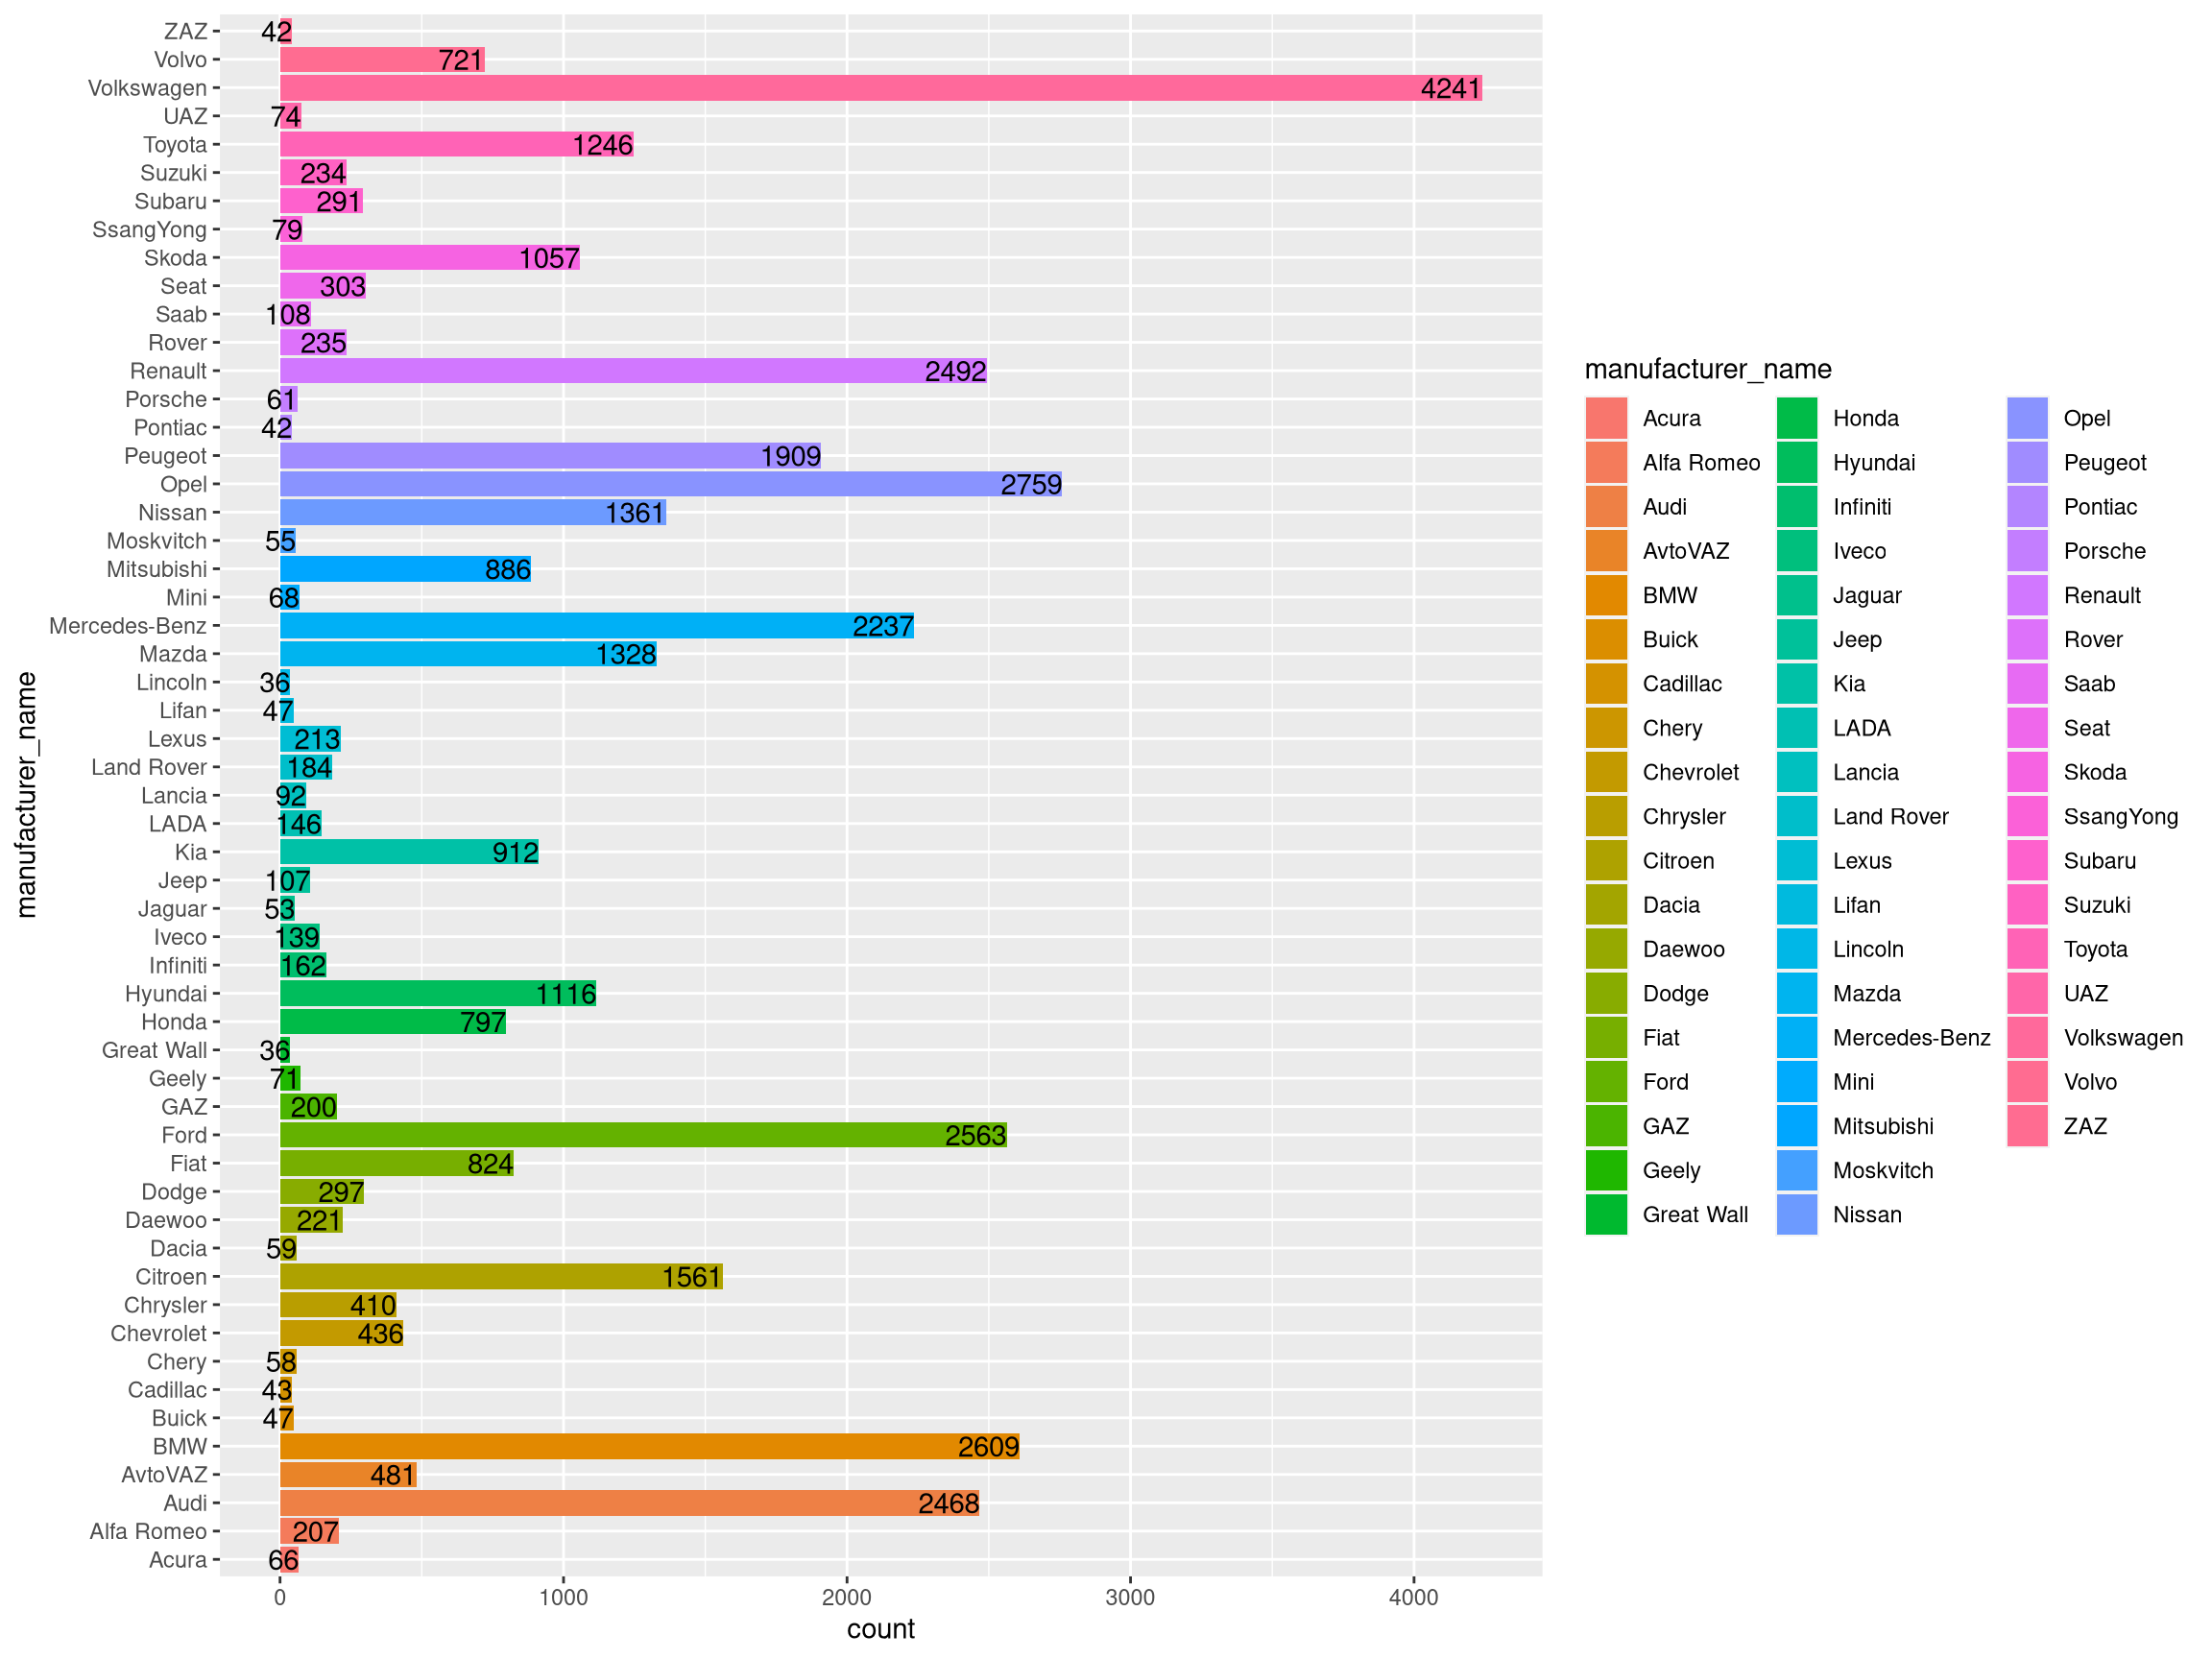 ZAZ 42
Volvo 721
Volkswagen 4241
UAZ 74
Toyota 1246
Suzuki 234
Subaru 291
SsangYong 79
Skoda 1057
Seat 303
Saab 108
Rover 235
Renault 2492
Porsche 61
Pontiac 42
Peugeot 1909
Opel 2759
Nissan 1361
Moskvitch 55
Mitsubishi 886
Mini 68
Mercedes-Benz 2237
Mazda 1328
Lincoln 36
Lifan 47
Lexus 213
Land Rover 184
Lancia 92
LADA 146
Kia 912
Jeep 107
Jaguar 53
Iveco 139
Infiniti 162
Hyundai 1116
Honda 797
Great Wall 36
Geely 71
GAZ 200
Ford 2563
Fiat 824
Dodge 297
Daewoo 221
Dacia 59
Citroen 1561
Chrysler 410
Chevrolet 436
Chery 58
Cadillac 43
Buick 47
BMW 2609
AvtoVAZ 481
Audi 2468
Alfa Romeo 207
Acura 66
0 1000 2000 3000 4000
count
manufacturer_name
manufacturer_name
Acura
Alfa Romeo
Audi
AvtoVAZ
BMW
Buick
Cadillac
Chery
Chevrolet
Chrysler
Citroen
Dacia
Daewoo
Dodge
Fiat
Ford
GAZ
Geely
Great Wall
Honda
Hyundai
Infiniti
Iveco
Jaguar
Jeep
Kia
LADA
Lancia
Land Rover
Lexus
Lifan
Lincoln
Mazda
Mercedes-Benz
Mini
Mitsubishi
Moskvitch
Nissan
Opel
Peugeot
Pontiac
Porsche
Renault
Rover
Saab
Seat
Skoda
SsangYong
Subaru
Suzuki
Toyota
UAZ
Volkswagen
Volvo
ZAZ